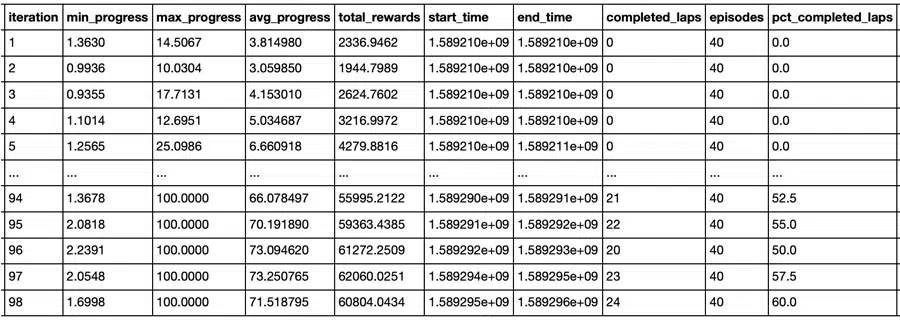 iteration min_progress max_progress avg_progress total_rewards start_time end_time completed_laps episodes pct_completed_laps
1 1.3630 14.5067 3.814980 2336.9462 1.589210e+09 1.589210e+09 0 40 0.0
2 0.9936 10.0304 3.059850 1944.7989 1.589210e+09 1.589210e+09 0 40 0.0
3 0.9355 17.7131 4.153010 2624.7602 1.589210e+09 1.589210e+09 0 40 0.0
4 1.1014 12.6951 5.034687 3216.9972 1.589210e+09 1.589210e+09 0 40 0.0
5 1.2565 25.0986 6.660918 4279.8816 1.589210e+09 1.589211e+09 0 40 0.0
... ... ... ... ... ... ... ... ... ...
94 1.3678 100.0000 66.078497 55995.2122 1.589290e+09 1.589291e+09 21 40 52.5
95 2.0818 100.0000 70.191890 59363.4385 1.589291e+09 1.589292e+09 22 40 55.0
96 2.2391 100.0000 73.094620 61272.2509 1.589292e+09 1.589293e+09 20 40 50.0
97 2.0548 100.0000 73.250765 62060.0251 1.589294e+09 1.589295e+09 23 40 57.5
98 1.6998 100.0000 71.518795 60804.0434 1.589295e+09 1.589296e+09 24 40 60.0